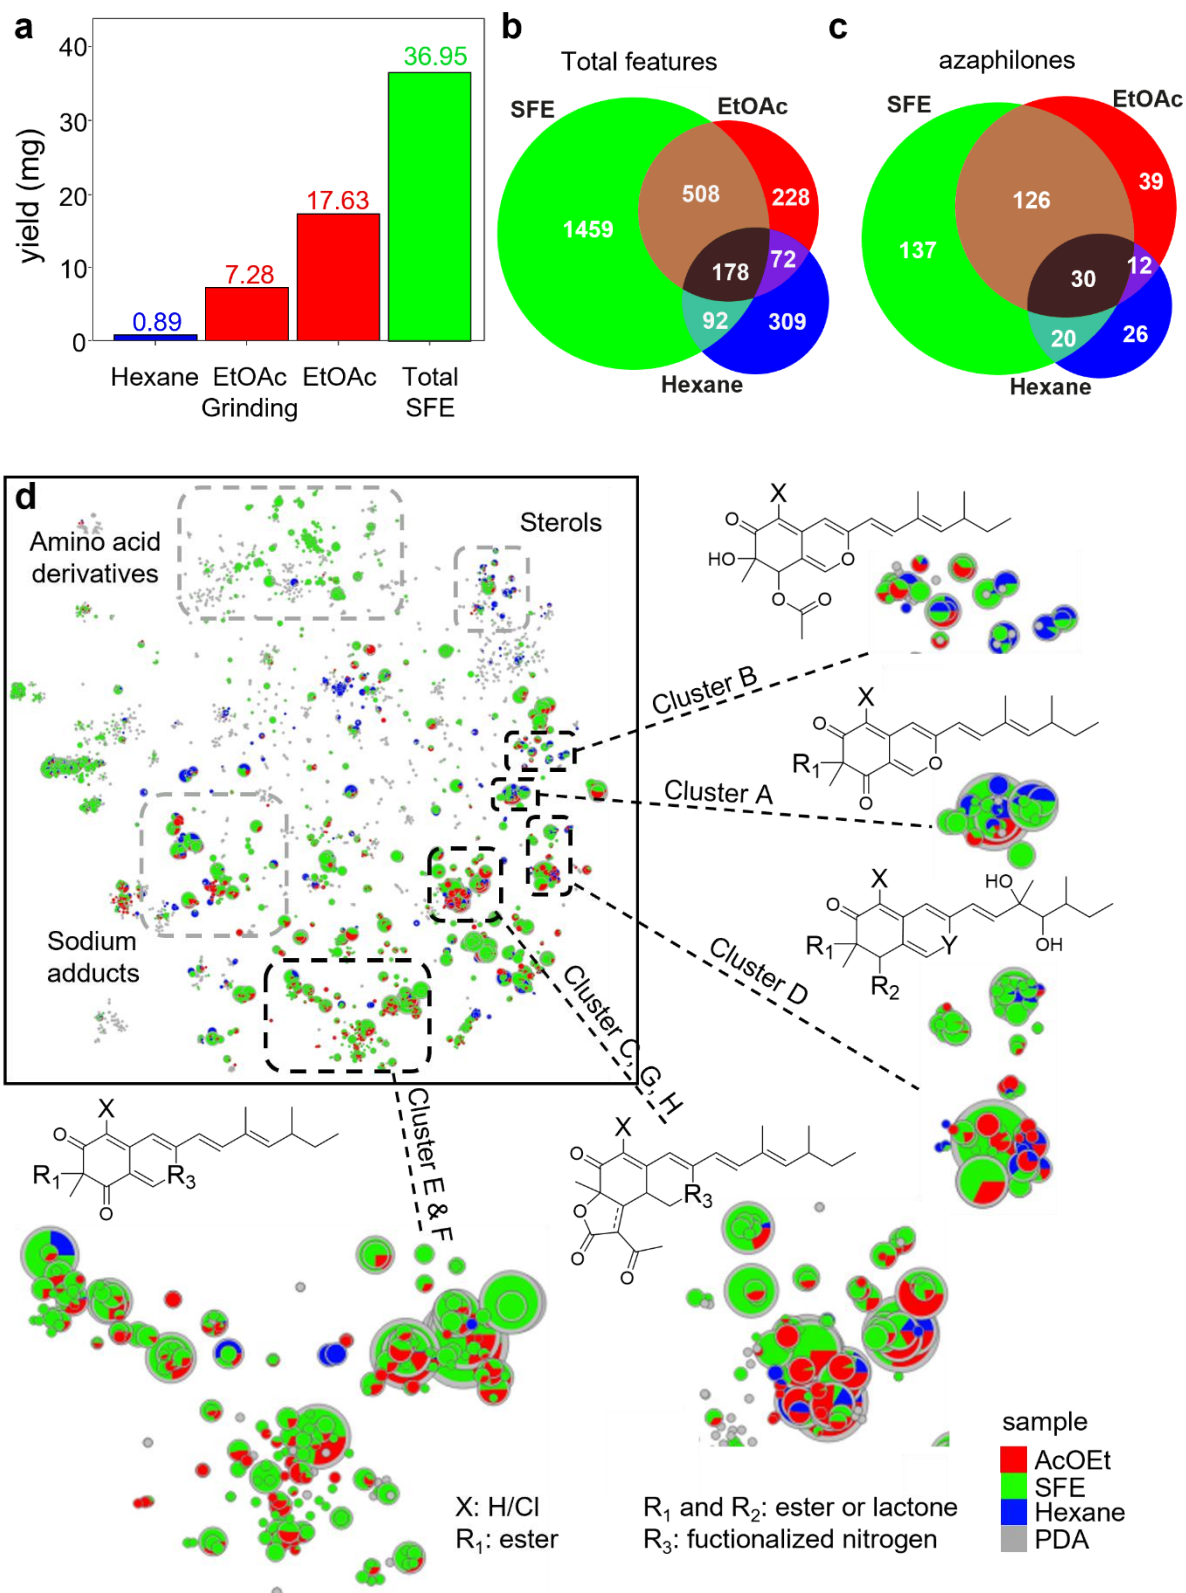 a
yield (mg)
40
30
20
10
0
0.89
7.28
17.63
36.95
Hexane
EtOAc
Grinding
EtOAc
Total
SFE
b
Total features
SFE
EtOAc
Hexane
1459
508
228
178
72
92
309
c
azaphilones
SFE
EtOAc
Hexane
137
126
39
30
12
20
26
d
Amino acid
derivatives
Sterols
Sodium
adducts
Cluster B
Cluster A
Cluster D
Cluster C, G, H
Cluster E & F
X
O
HO
O
O
O
X
O
R1
O
O
X
HO
O
R1
Y
OH
R2
X
O
R1
R3
O
X
O
R3
O
O
O
X: H/Cl
R1: ester
R1 and R2: ester or lactone
R3: fuctionalized nitrogen
sample
AcOEt
SFE
Hexane
PDA